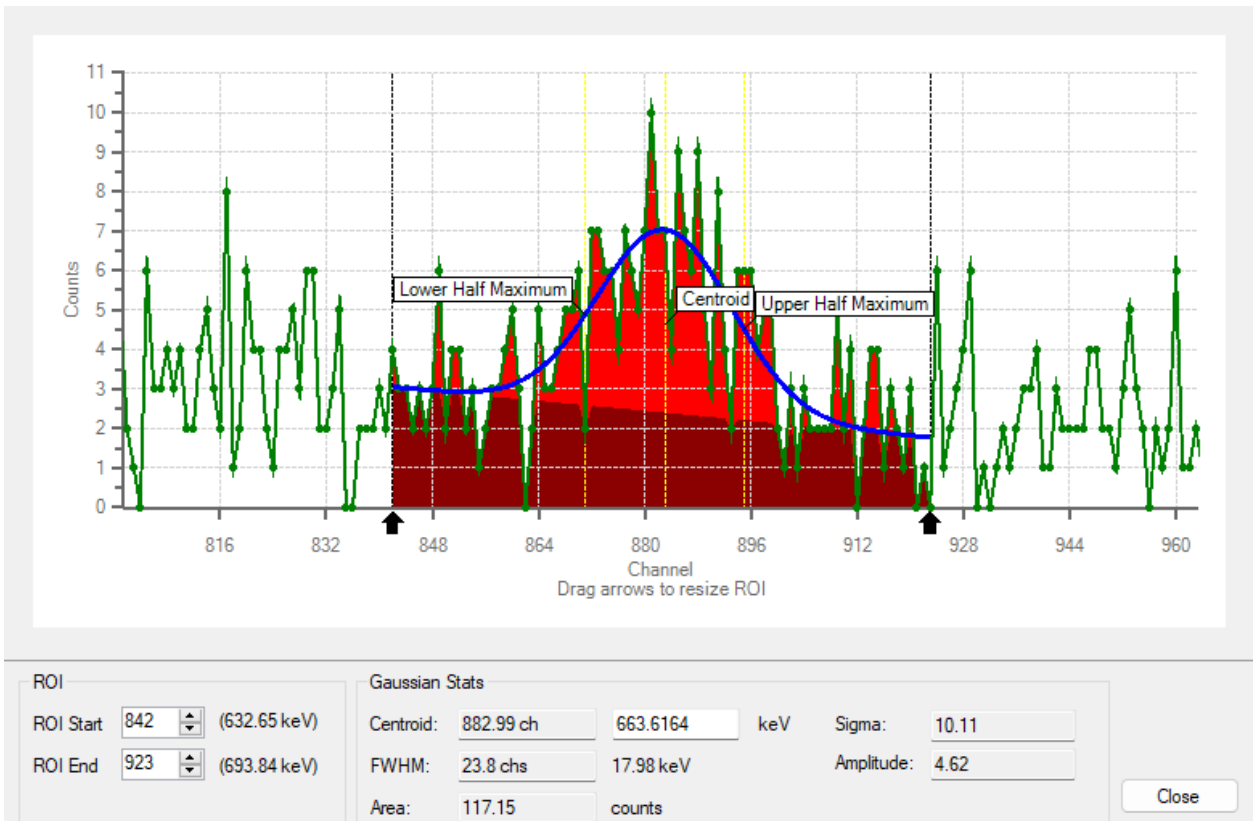 11
10
9
8
7
6
5
4
3
2
1
0
Counts
Lower Half Maximum
Centroid
Upper Half Maximum
816 832 848 864 880 896 912 928 944 960
Channel
Drag arrows to resize ROI
ROI
ROI Start 842 (632.65 keV)
ROI End 923 (693.84 keV)
Gaussian Stats
Centroid: 882.99 ch 663.6164 keV Sigma: 10.11
FWHM: 23.8 chs 17.98 keV Amplitude: 4.62
Area: 117.15 counts
Close